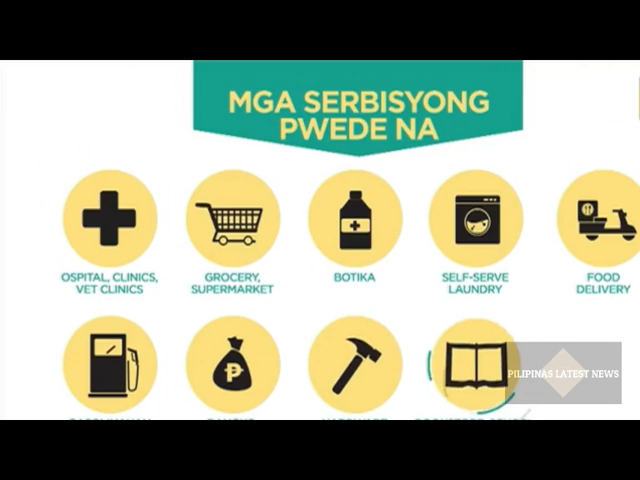 MGA SERBISYONG
PWEDE NA
OSPITAL, CLINICS,
VET CLINICS
GROCERY,
SUPERMARKET
BOTIKA
SELF-SERVE
LAUNDRY
FOOD
DELIVERY
₱
PILIPINAS LATEST NEWS